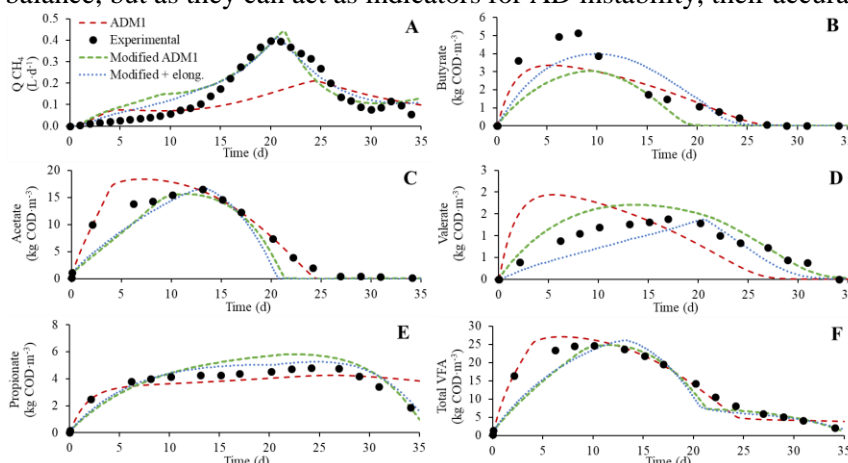 balance, but as they can act as indicators for AD instability, their accura
Q CH₄
(L·d⁻¹)
0.5
0.4
0.3
0.2
0.1
0.0
ADM1
Experimental
Modified ADM1
Modified + elong.
A
0 5 10 15 20 25 30 35
Time (d)
Butyrate
(kg COD·m⁻³)
6
5
4
3
2
1
0
B
0 5 10 15 20 25 30 35
Time (d)
Acetate
(kg COD·m⁻³)
20
15
10
5
0
C
0 5 10 15 20 25 30 35
Time (d)
Valerate
(kg COD·m⁻³)
3
2
2
1
1
0
D
0 5 10 15 20 25 30 35
Time (d)
Propionate
(kg COD·m⁻³)
8
6
4
2
0
E
0 5 10 15 20 25 30 35
Time (d)
Total VFA
(kg COD·m⁻³)
30
25
20
15
10
5
0
F
0 5 10 15 20 25 30 35
Time (d)